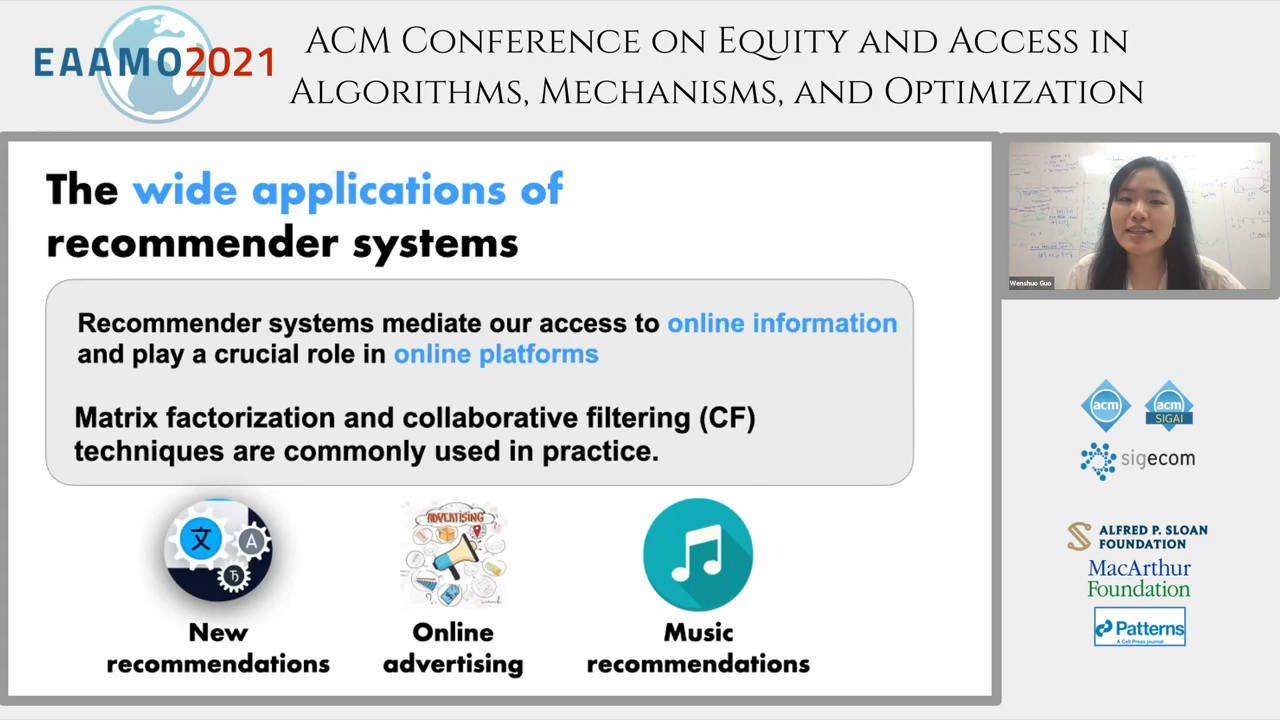 EAAMO2021
ACM Conference on Equity and Access in
Algorithms, Mechanisms, and Optimization
The wide applications of
recommender systems
Recommender systems mediate our access to online information
and play a crucial role in online platforms
Matrix factorization and collaborative filtering (CF)
techniques are commonly used in practice.
文
A
Ђ
ADVERTISING
New
recommendations
Online
advertising
Music
recommendations
Wenshuo Guo
acm
acm
SIGAI
sigecom
ALFRED P. SLOAN
FOUNDATION
MacArthur
Foundation
Patterns
A Cell Press journal